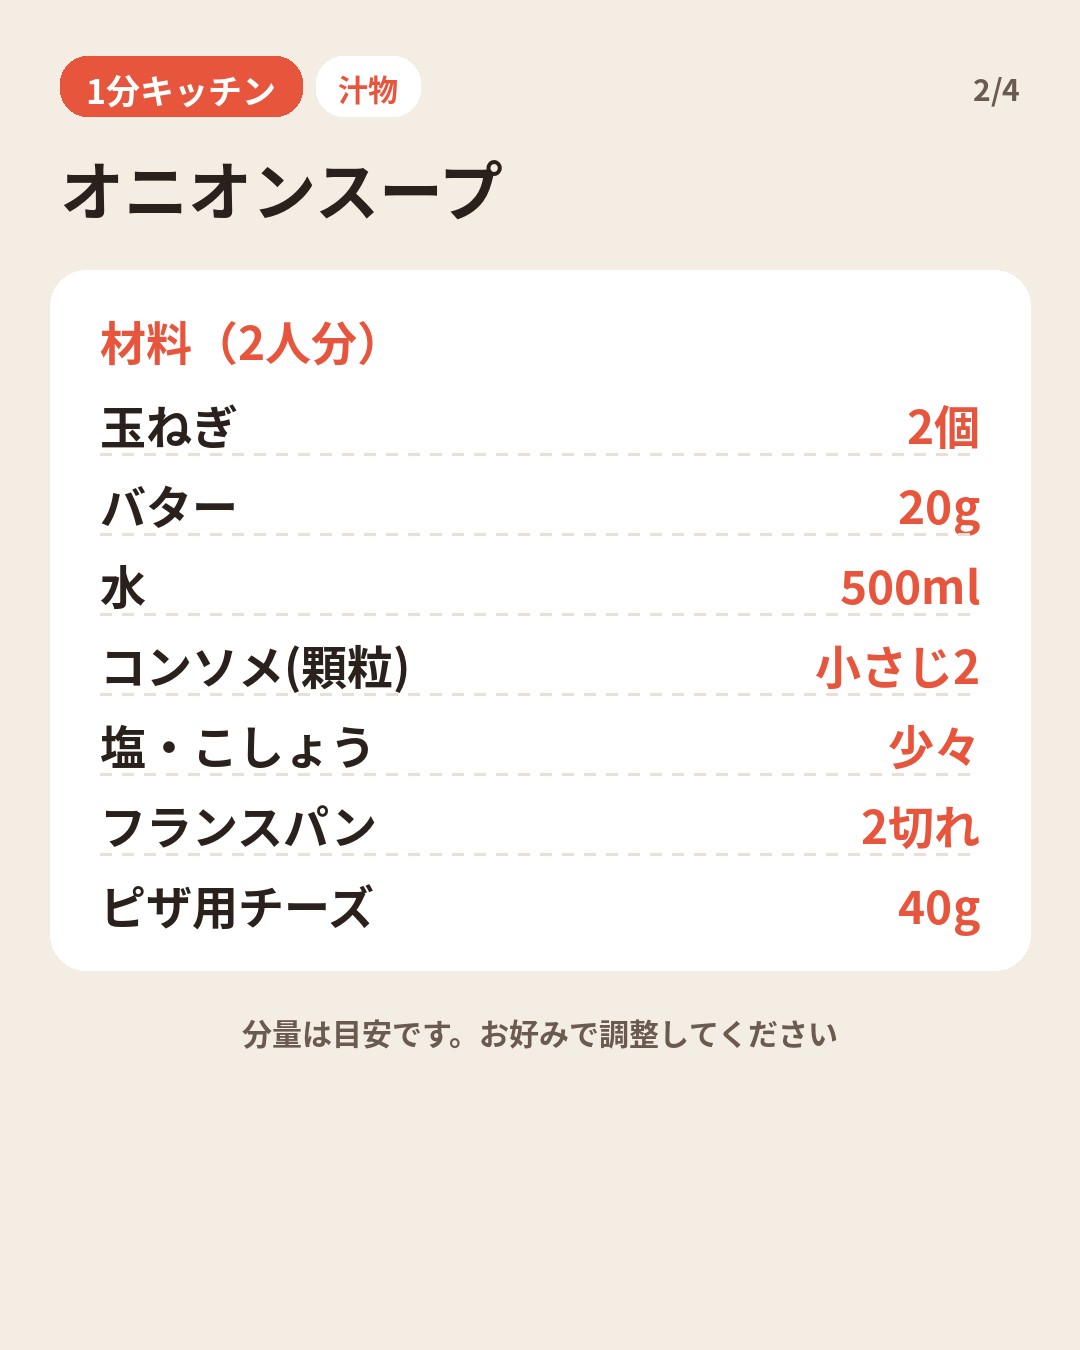 1分キッチン 汁物 2/4
オニオンスープ
材料（2人分）
玉ねぎ 2個
バター 20g
水 500ml
コンソメ(顆粒) 小さじ2
塩・こしょう 少々
フランスパン 2切れ
ピザ用チーズ 40g
分量は目安です。お好みで調整してください